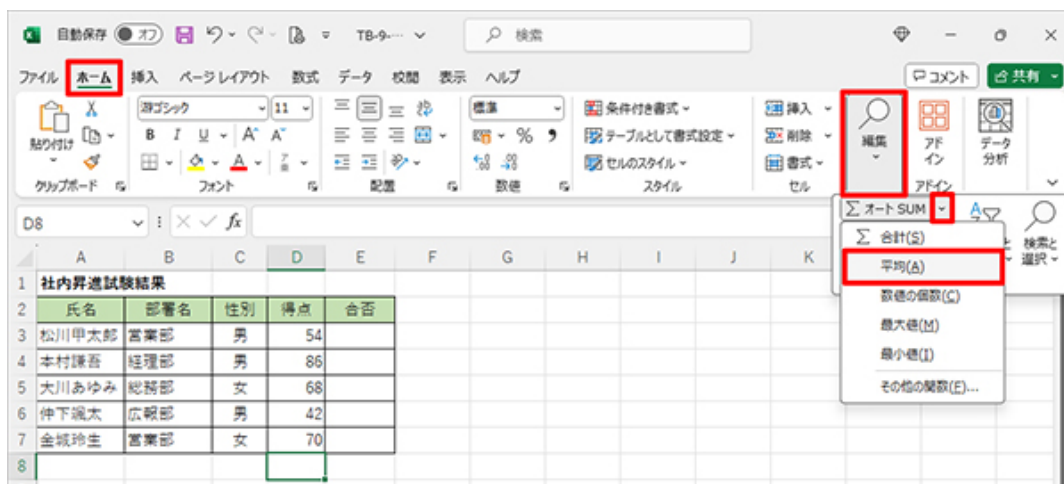 自動保存 オフ TB-9-… 検索
ファイル ホーム 挿入 ページ レイアウト 数式 データ 校閲 表示 ヘルプ コメント 共有
貼り付け
游ゴシック 11
B I U A A
標準
% 9
条件付き書式
テーブルとして書式設定
セルのスタイル
挿入
削除
書式
編集
アドイン
データ分析
クリップボード フォント 配置 数値 スタイル セル アドイン
Σ オート SUM
検索と選択
Σ 合計(S)
平均(A)
数値の個数(C)
最大値(M)
最小値(I)
その他の関数(F)...
D8 fx
A B C D E F G H I J K
1 社内昇進試験結果
2 氏名 部署名 性別 得点 合否
3 松川甲太郎 営業部 男 54
4 本村謙吾 経理部 男 86
5 大川あゆみ 総務部 女 68
6 仲下颯太 広報部 男 42
7 金城玲生 営業部 女 70
8